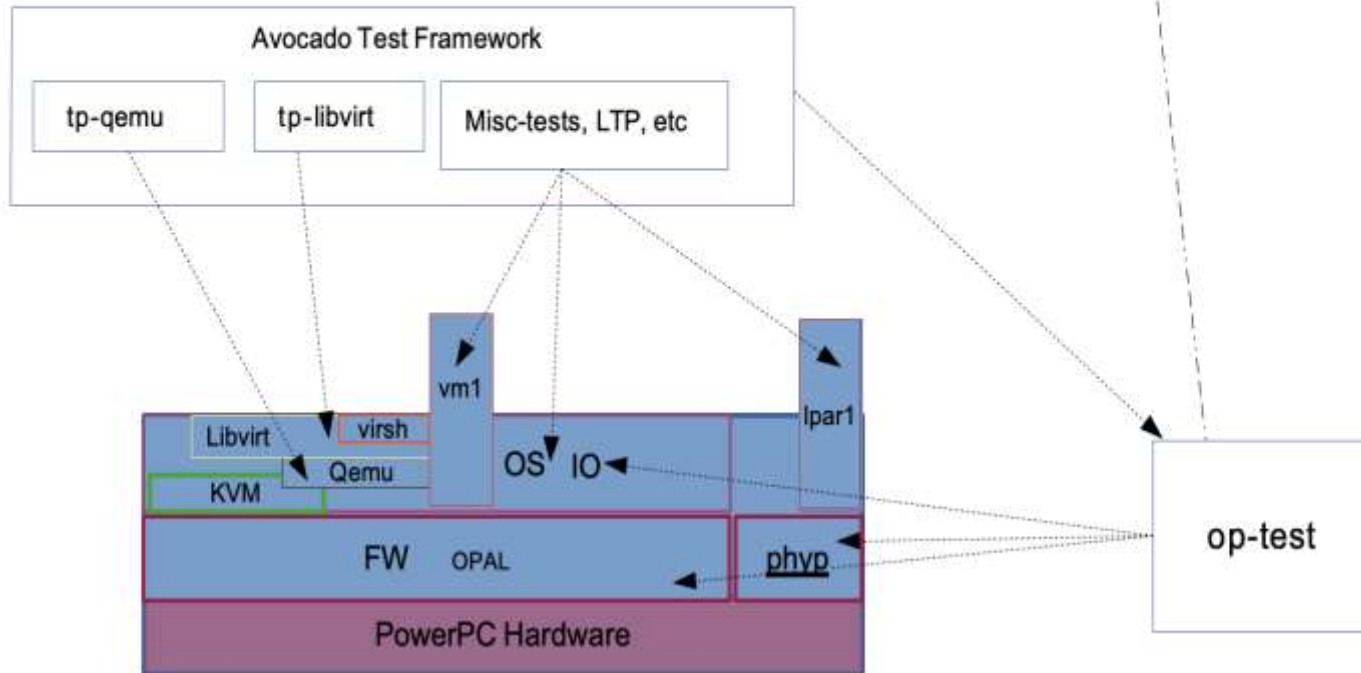 Avocado Test Framework
tp-qemu
tp-libvirt
Misc-tests, LTP, etc
vm1
lpar1
virsh
Libvirt
Qemu
OS
IO
KVM
op-test
FW
OPAL
phyp
PowerPC Hardware